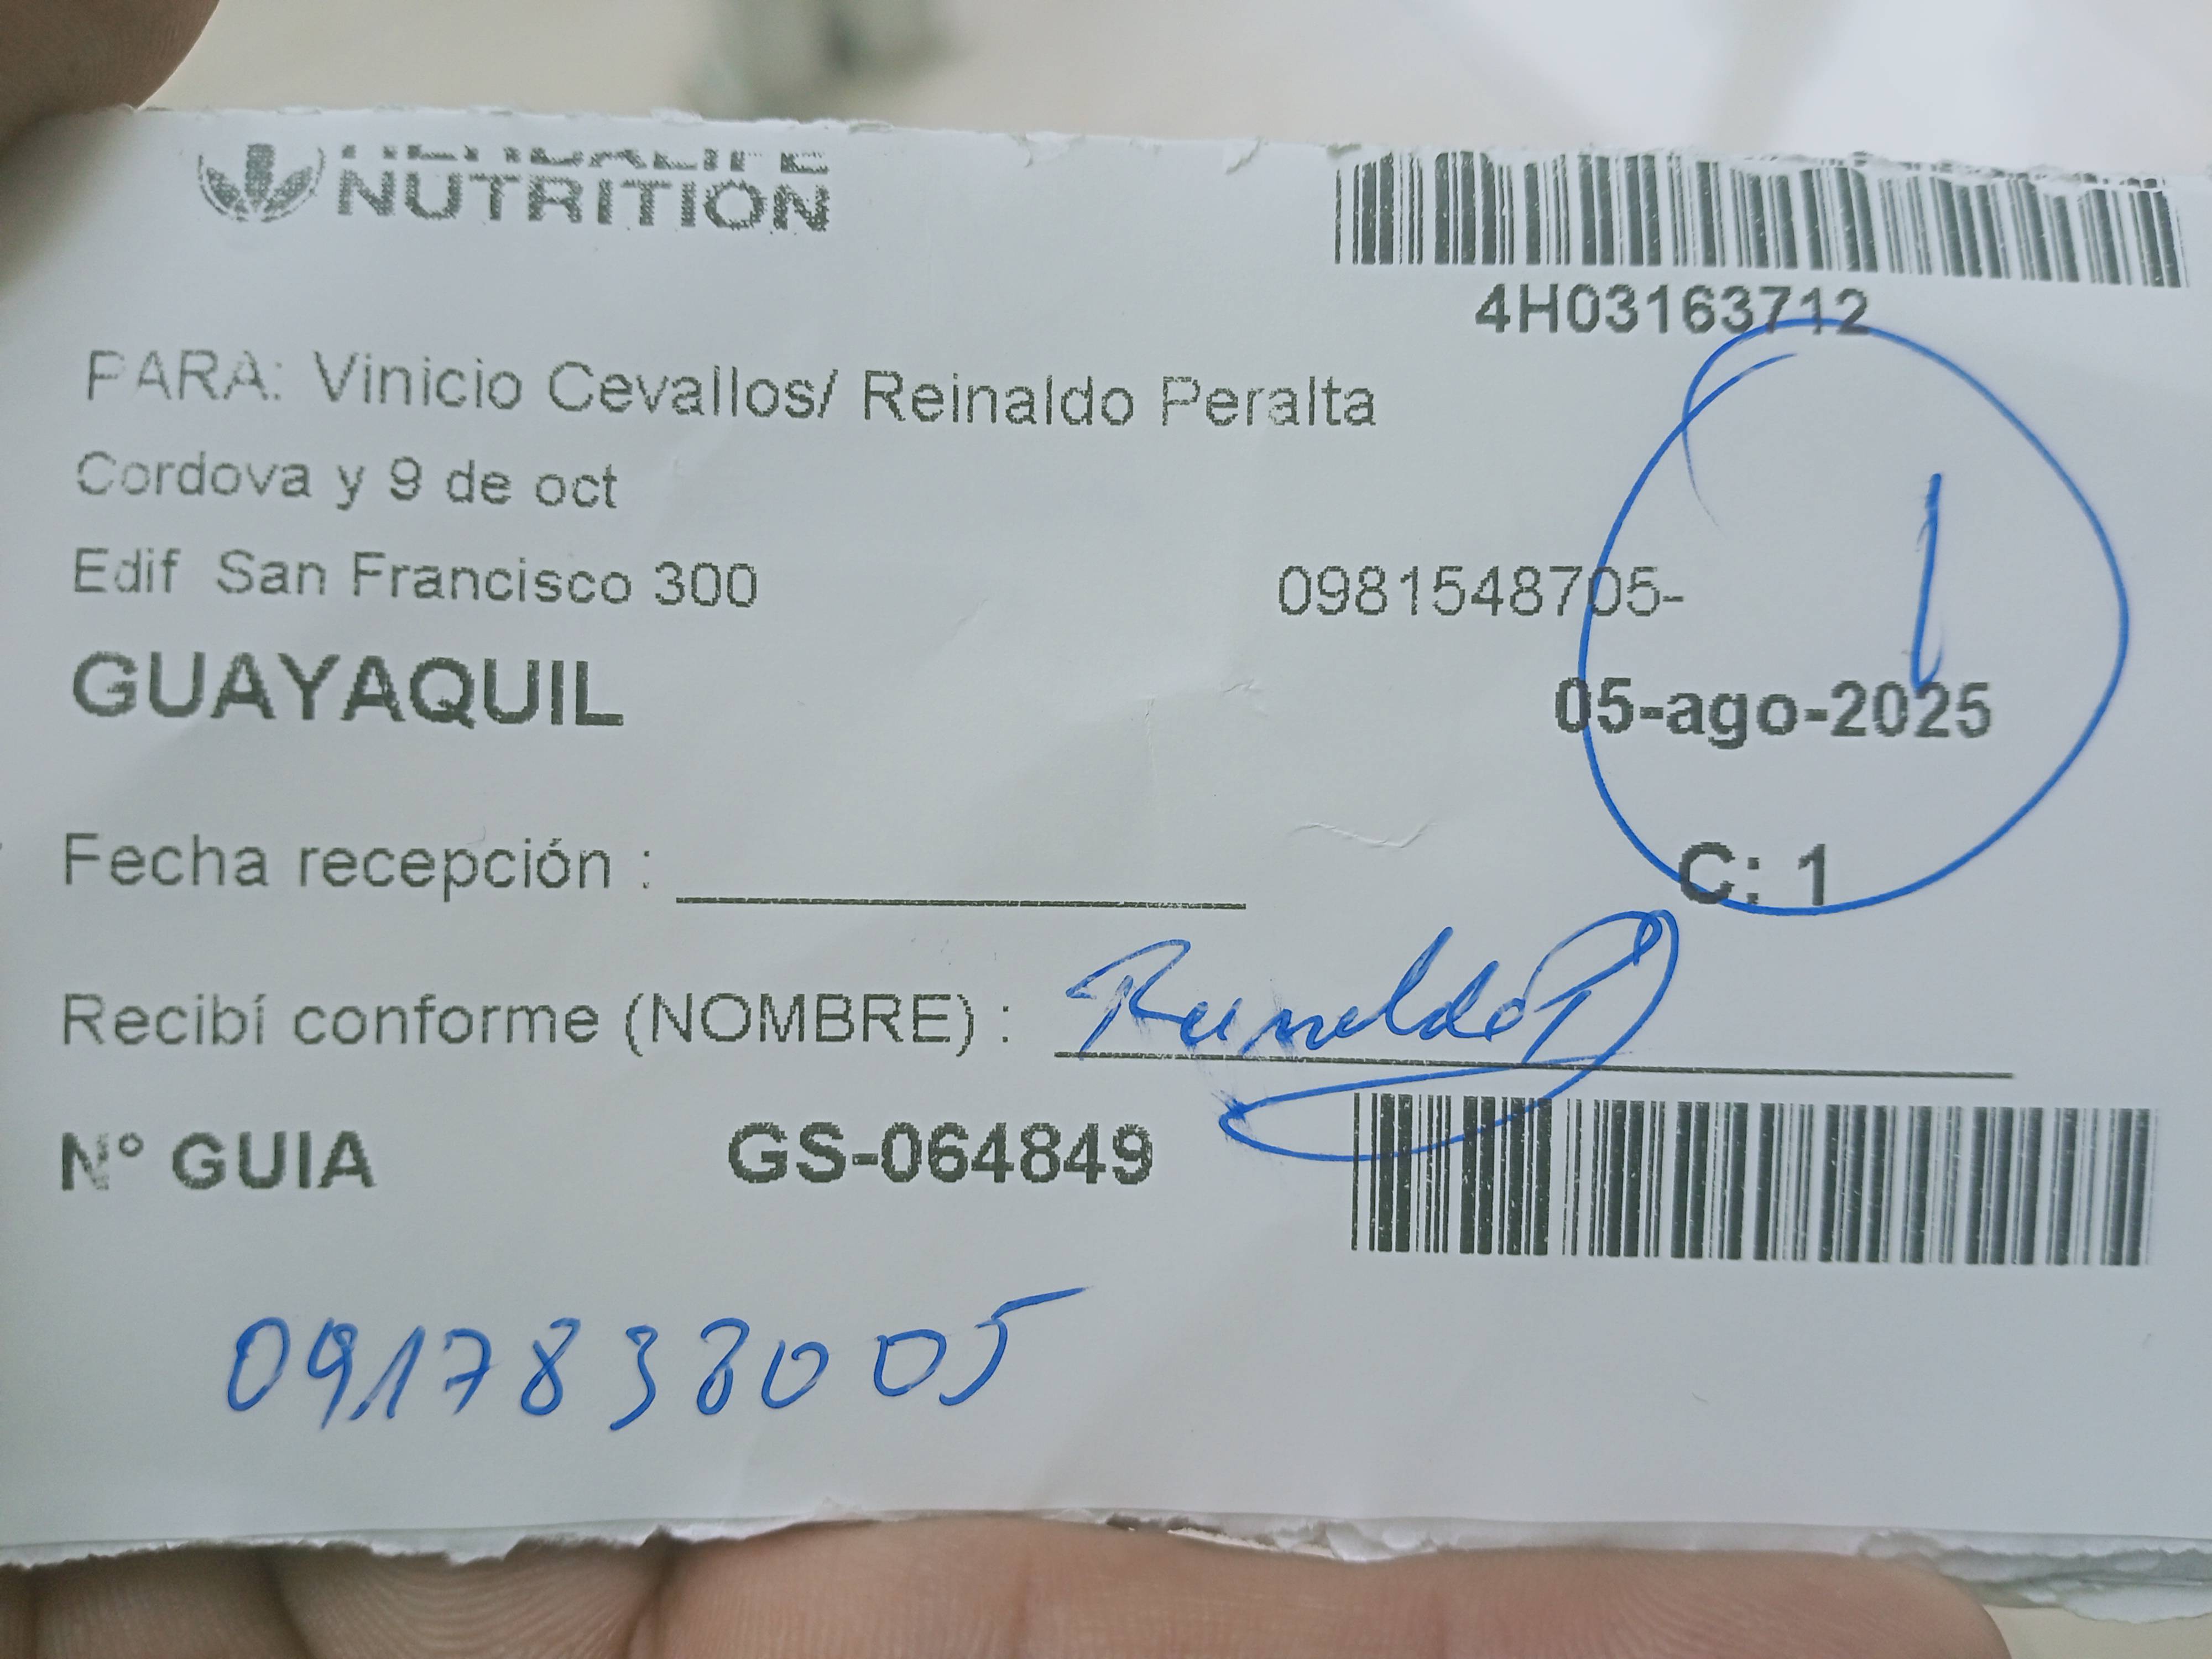 NUTRITION
4H03163712
PARA: Vinicio Cevallos/ Reinaldo Peralta
Cordova y 9 de oct
1
Edif San Francisco 300 0981548705-
GUAYAQUIL 05-ago-2025
Fecha recepción : C: 1
Recibí conforme (NOMBRE) : Reinaldo P
N° GUIA GS-064849
0917838005